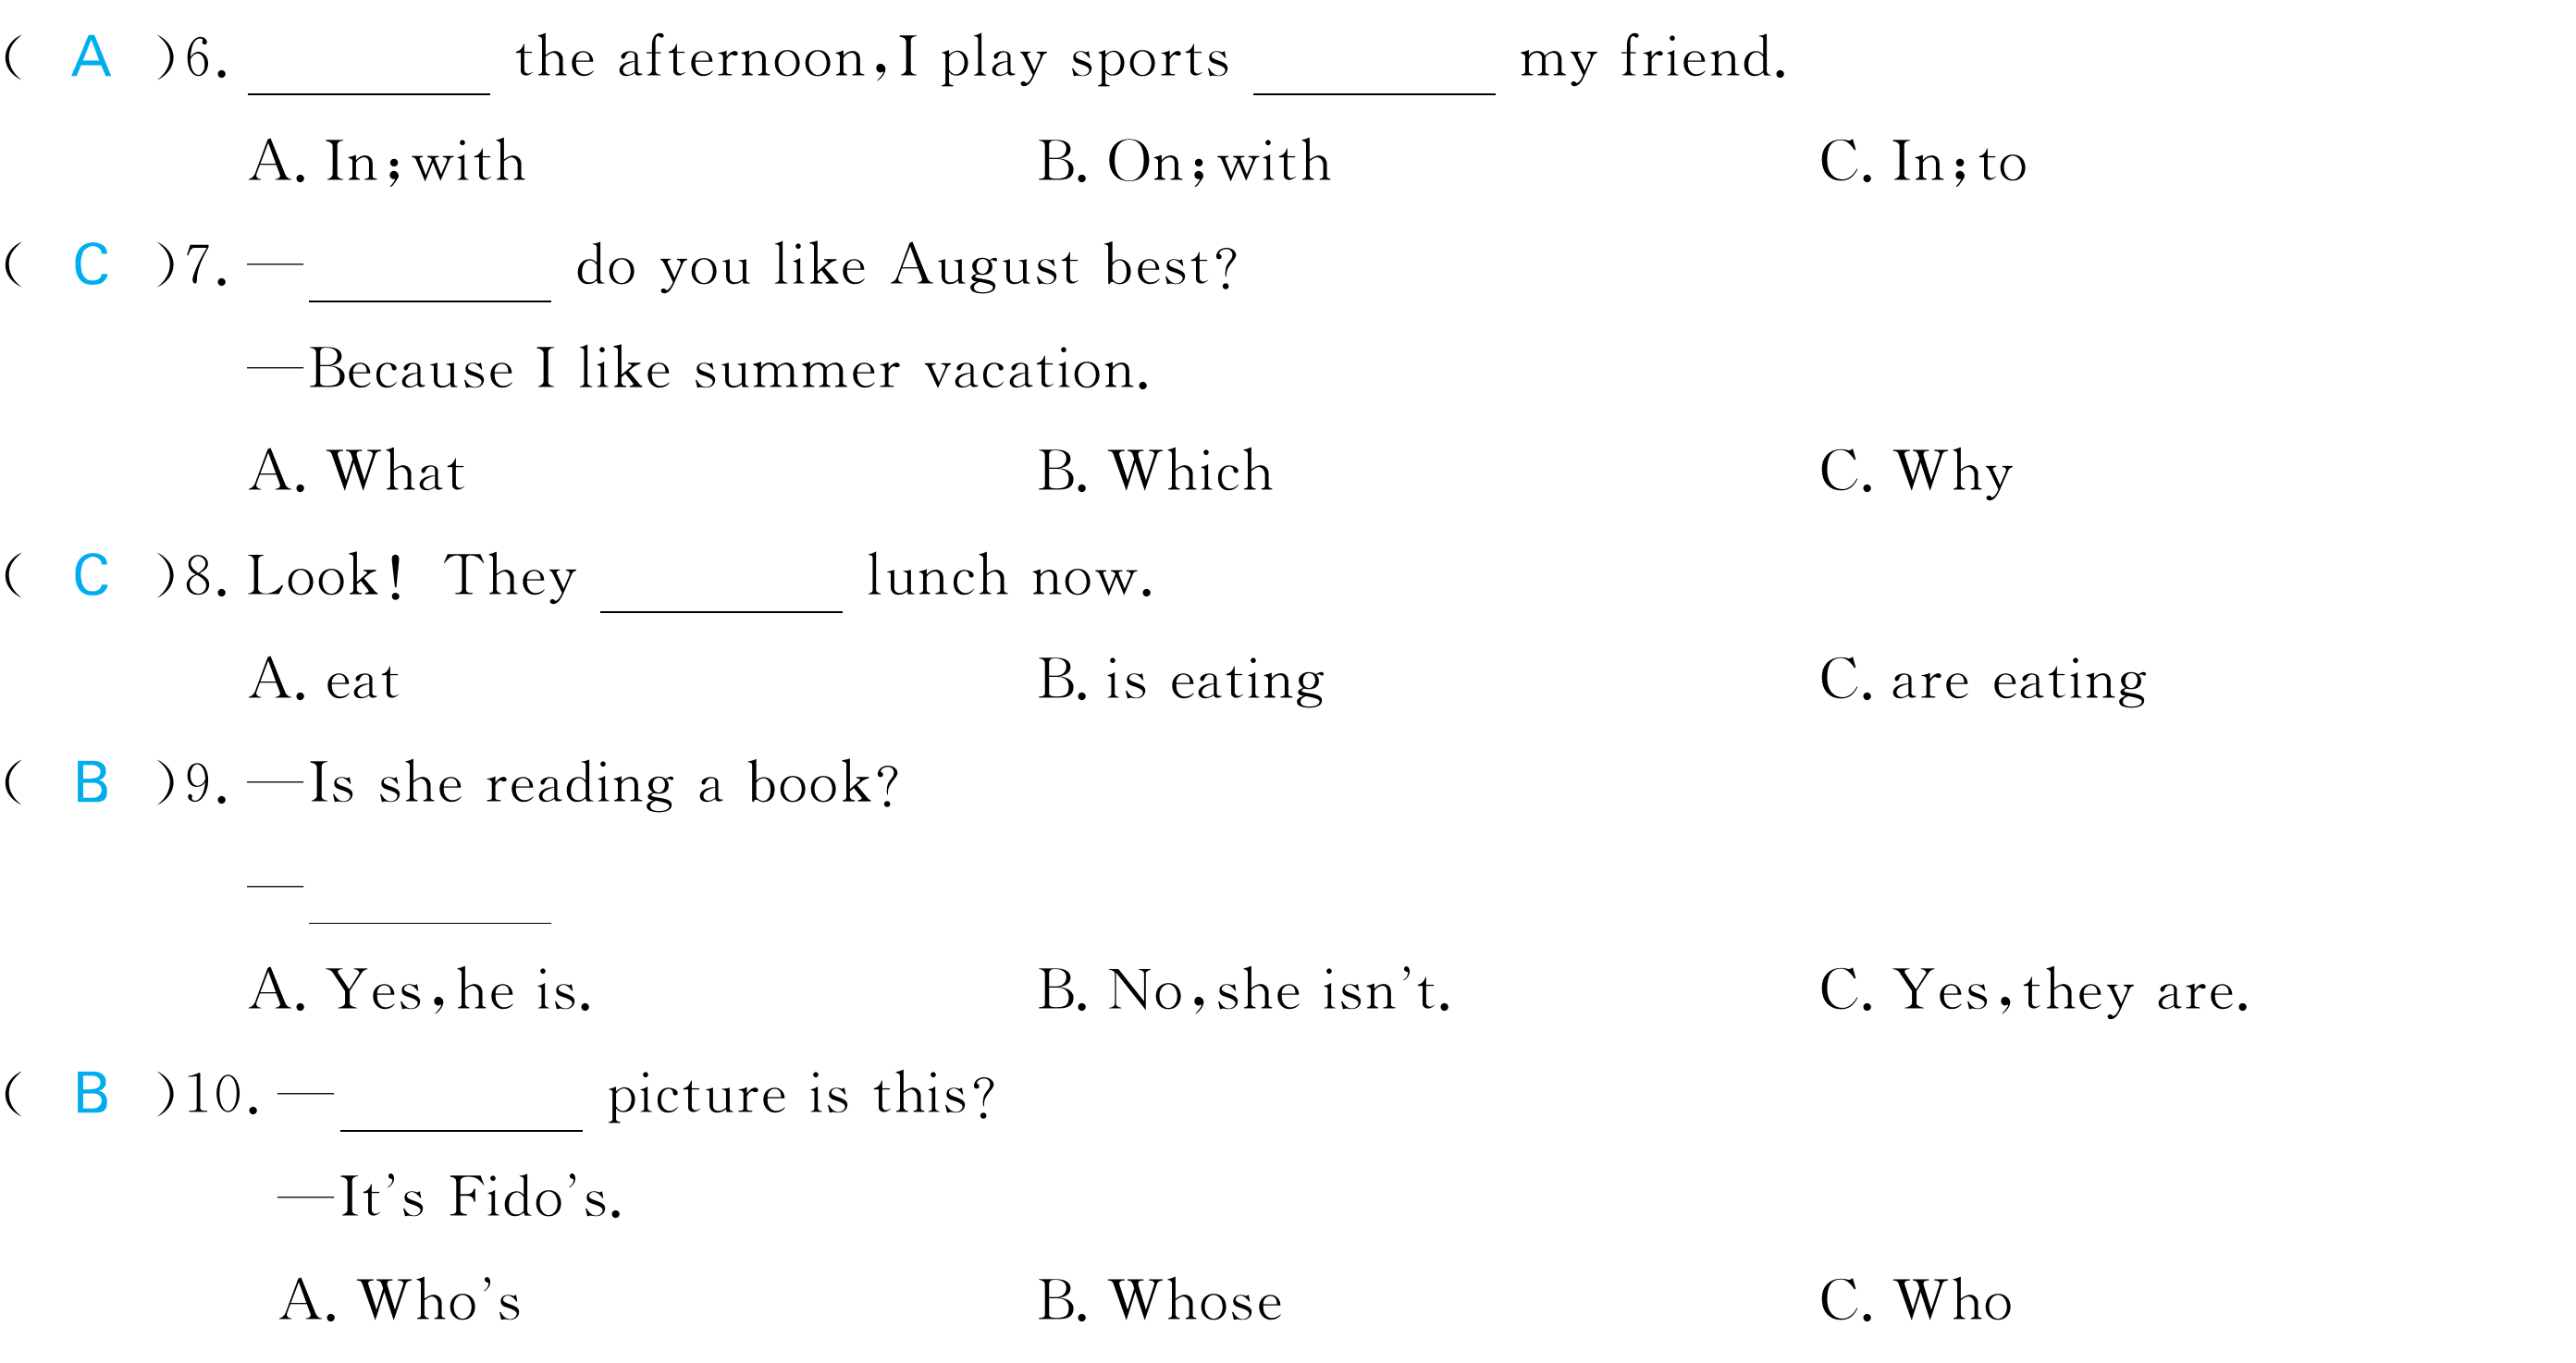 ( A )6. ________ the afternoon,I play sports ________ my friend.
A. In;with B. On;with C. In;to
( C )7. —________ do you like August best?
—Because I like summer vacation.
A. What B. Which C. Why
( C )8. Look! They ________ lunch now.
A. eat B. is eating C. are eating
( B )9. —Is she reading a book?
—________
A. Yes,he is. B. No,she isn't. C. Yes,they are.
( B )10. —________ picture is this?
—It's Fido's.
A. Who's B. Whose C. Who